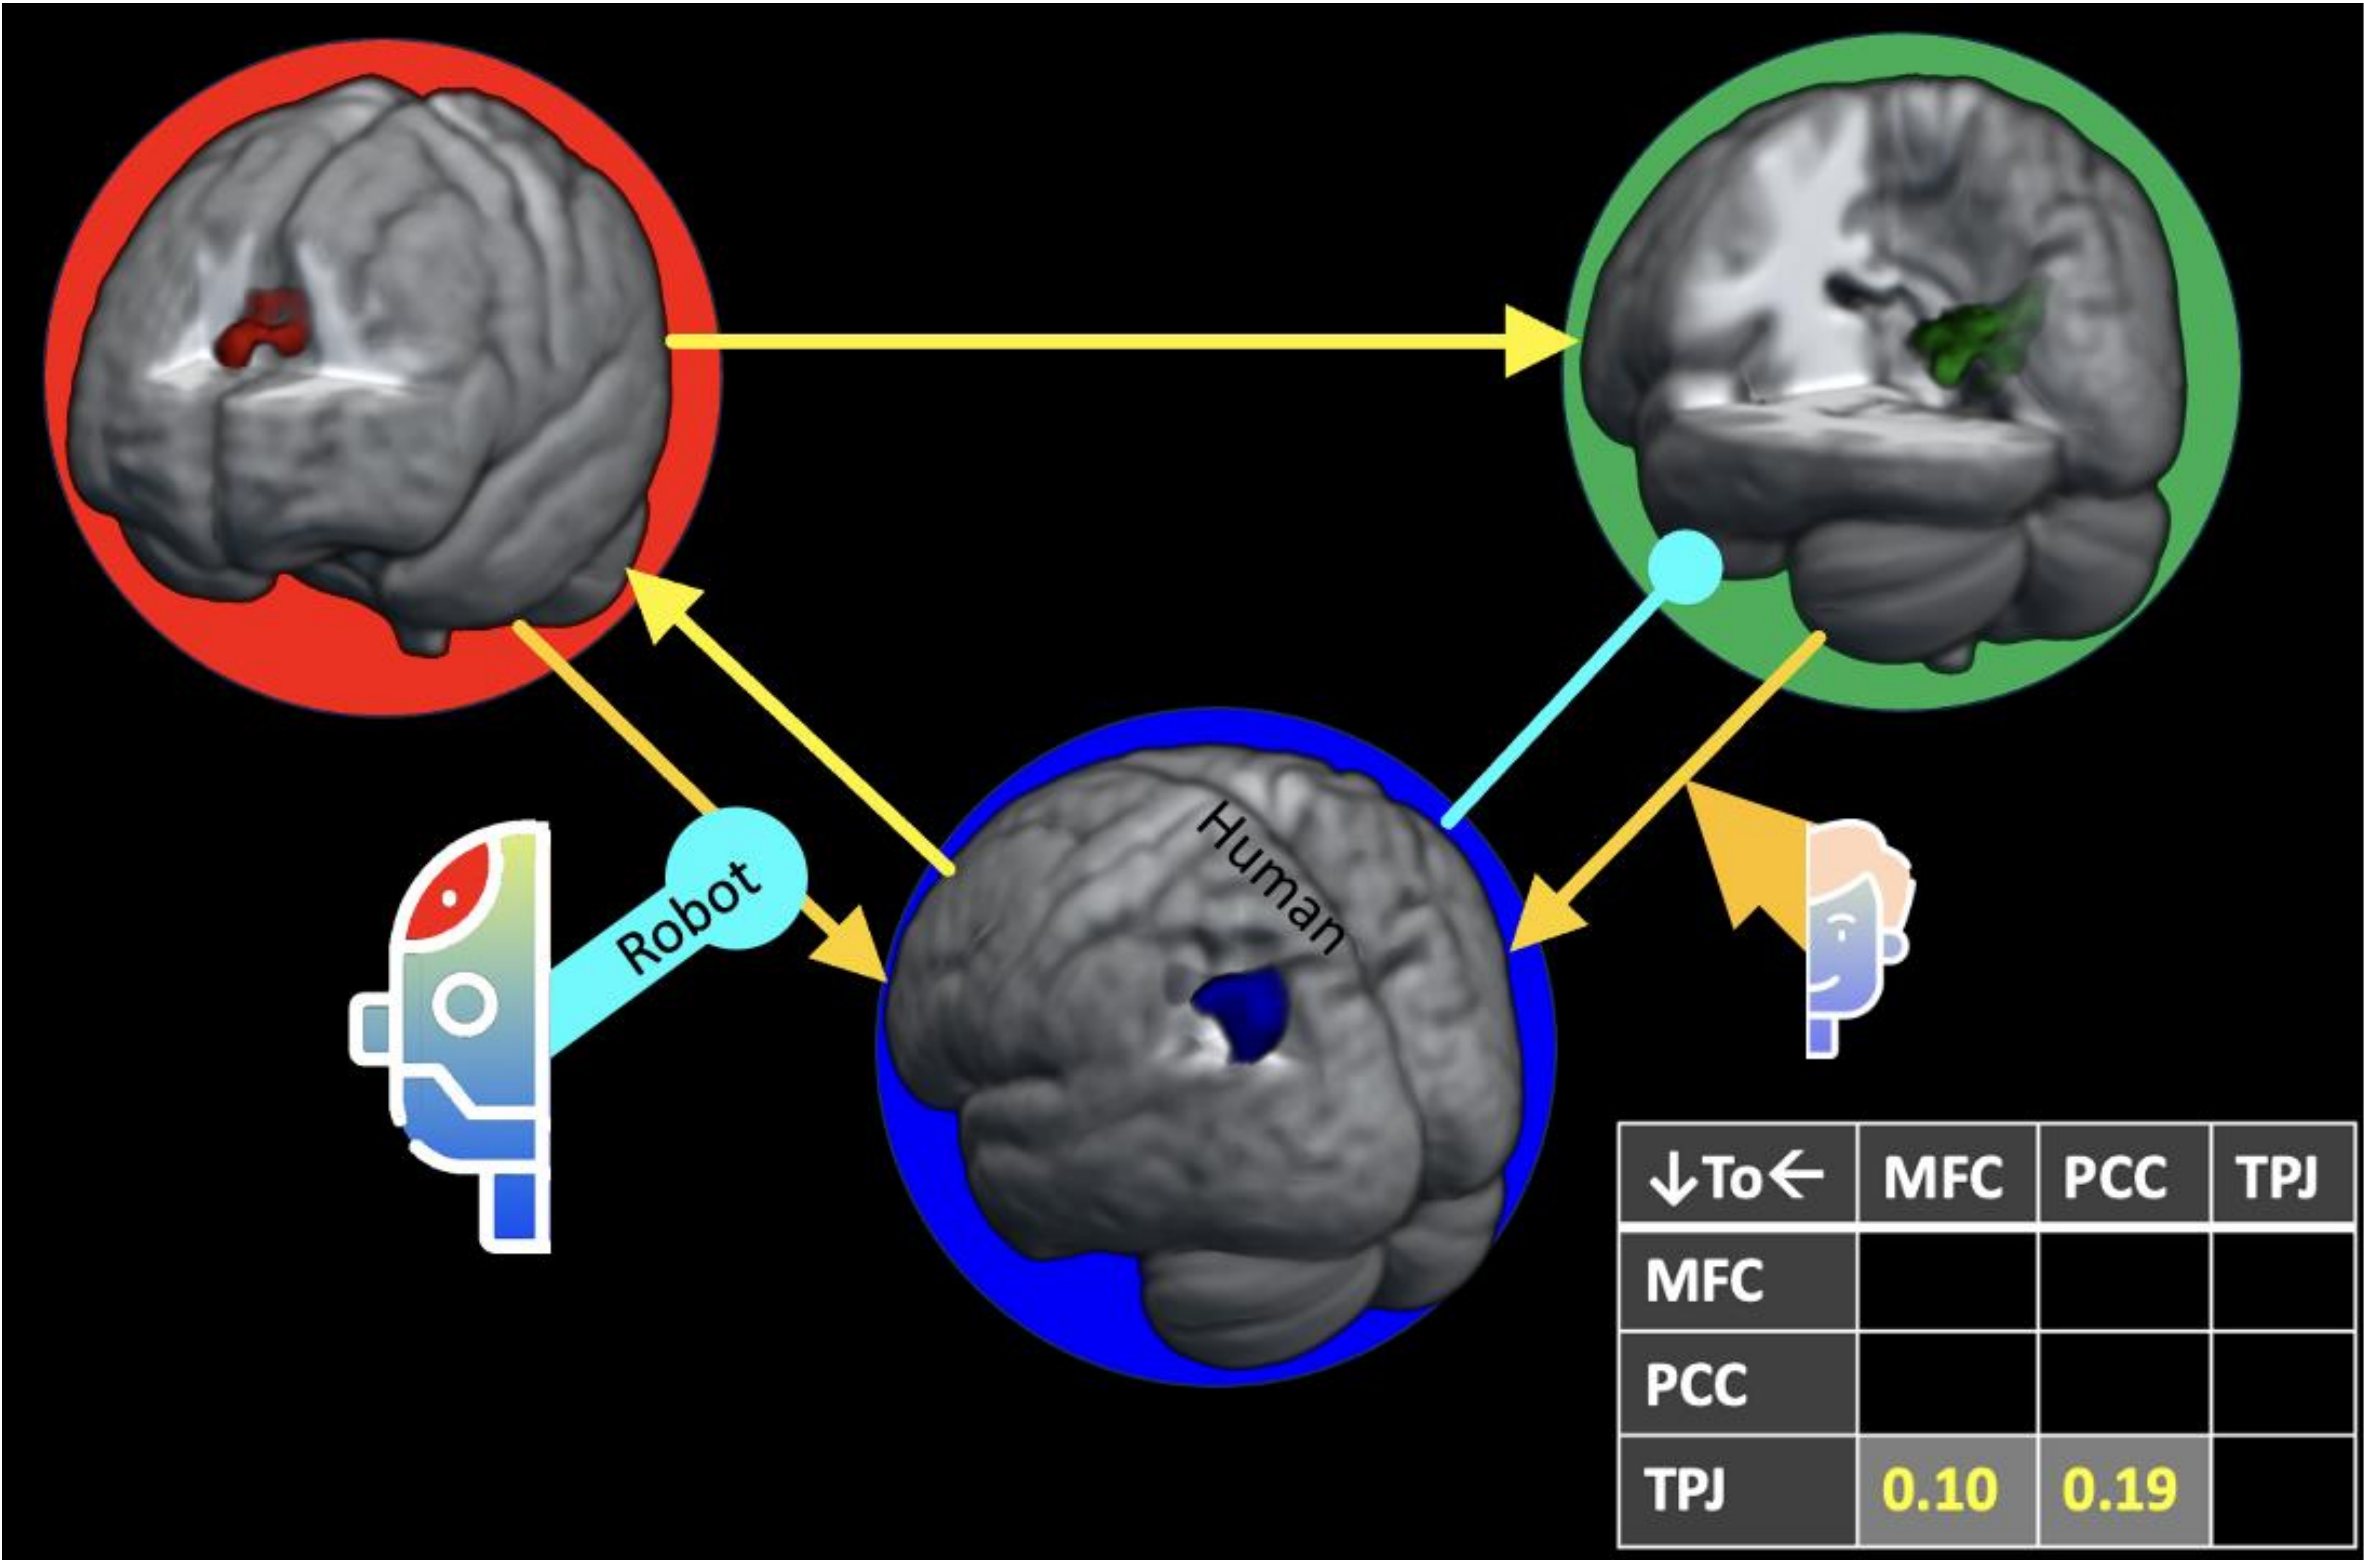 Human
Robot
↓To← MFC PCC TPJ
MFC
PCC
TPJ 0.10 0.19